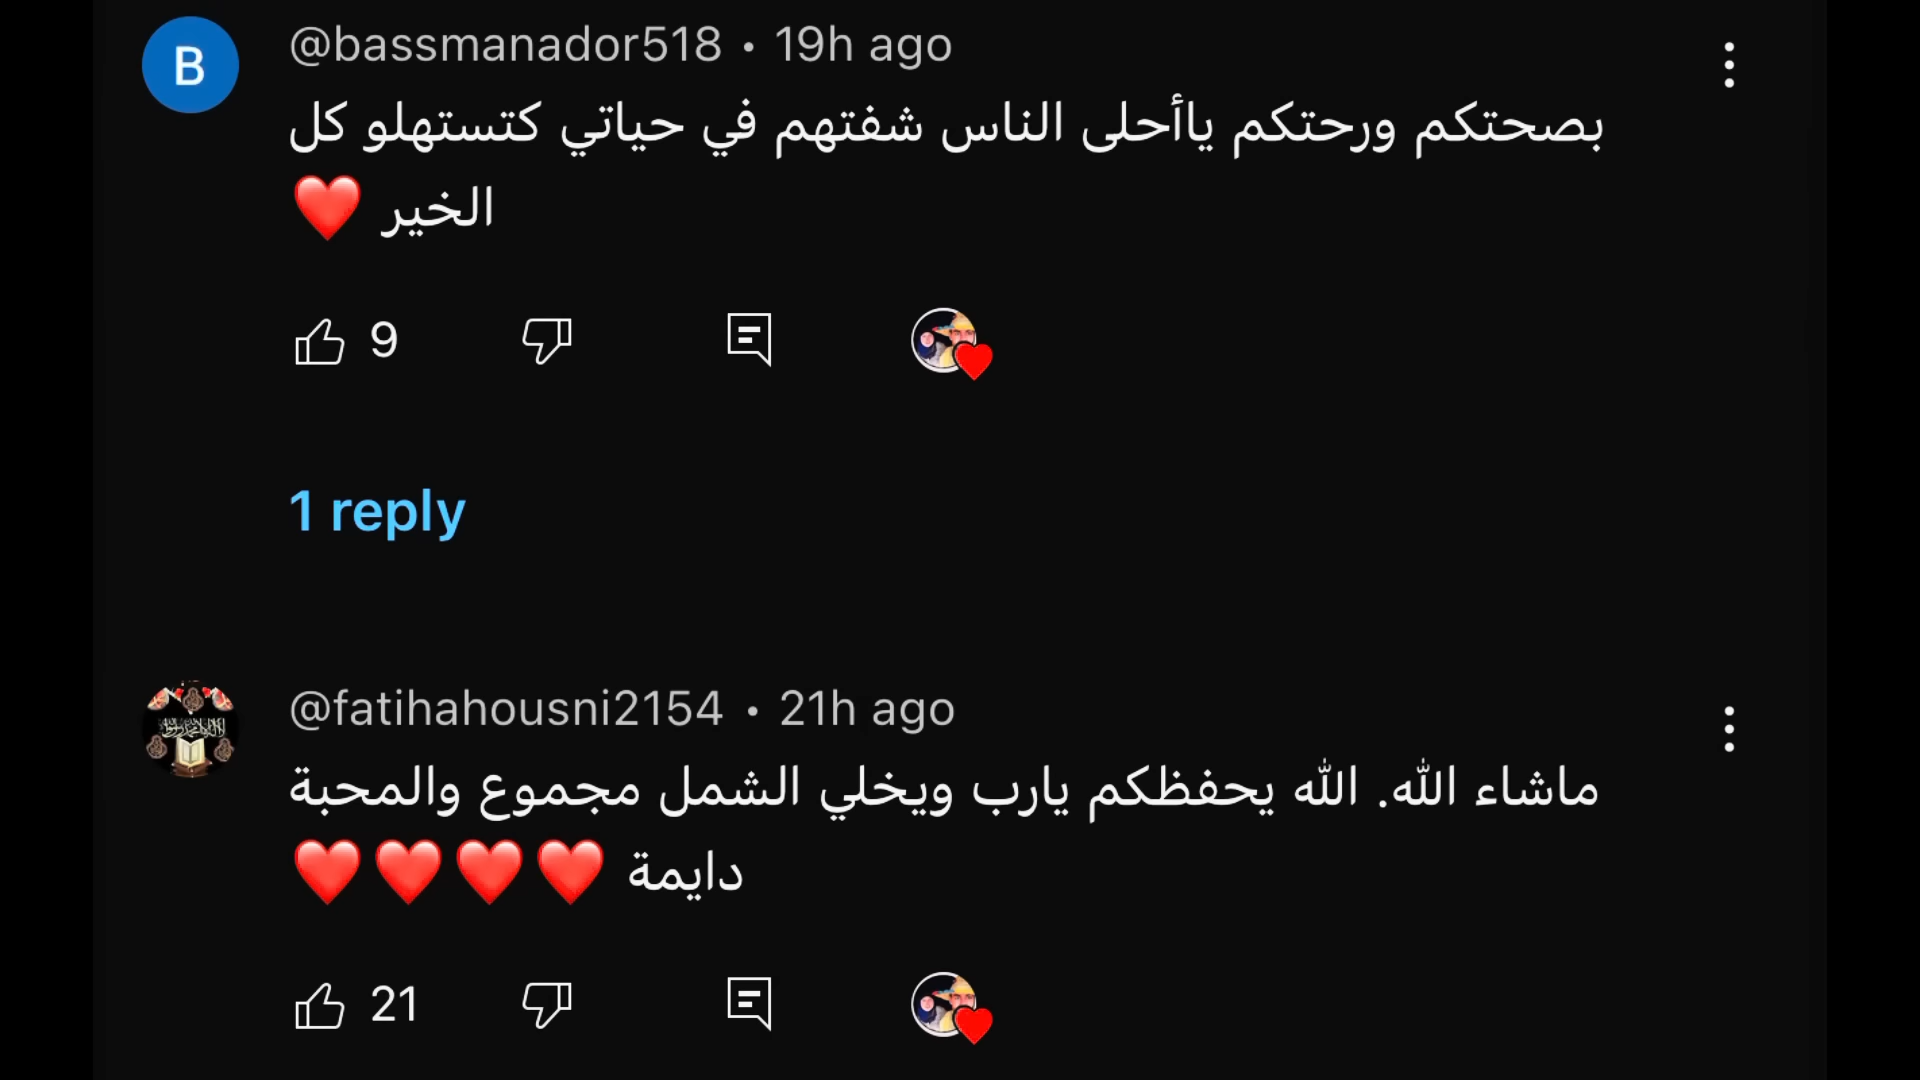 B
@bassmanador518 • 19h ago
بصحتكم ورحتكم ياأحلى الناس شفتهم في حياتي كتستهلو كل
الخير ❤️
9
1 reply
@fatihahousni2154 • 21h ago
ماشاء الله. الله يحفظكم يارب ويخلي الشمل مجموع والمحبة
دايمة ❤️❤️❤️❤️
21